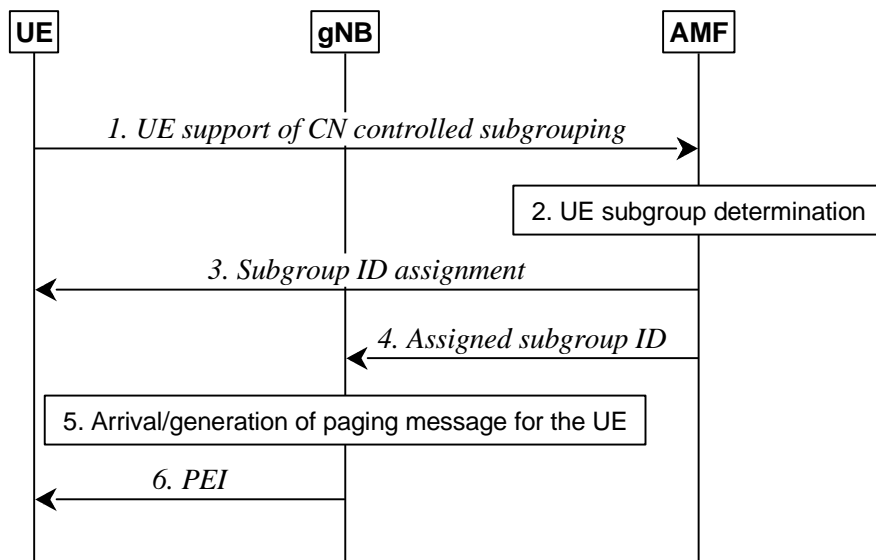 UE
gNB
AMF
1. UE support of CN controlled subgrouping
2. UE subgroup determination
3. Subgroup ID assignment
4. Assigned subgroup ID
5. Arrival/generation of paging message for the UE
6. PEI